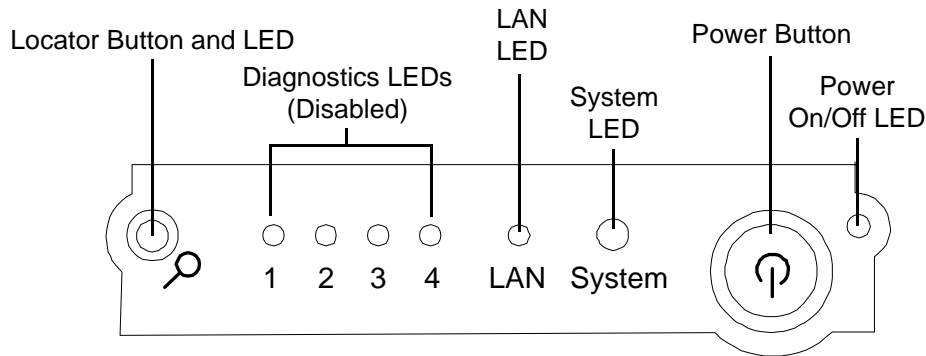 Locator Button and LED
Diagnostics LEDs
(Disabled)
LAN
LED
System
LED
Power Button
Power
On/Off LED
1 2 3 4 LAN System